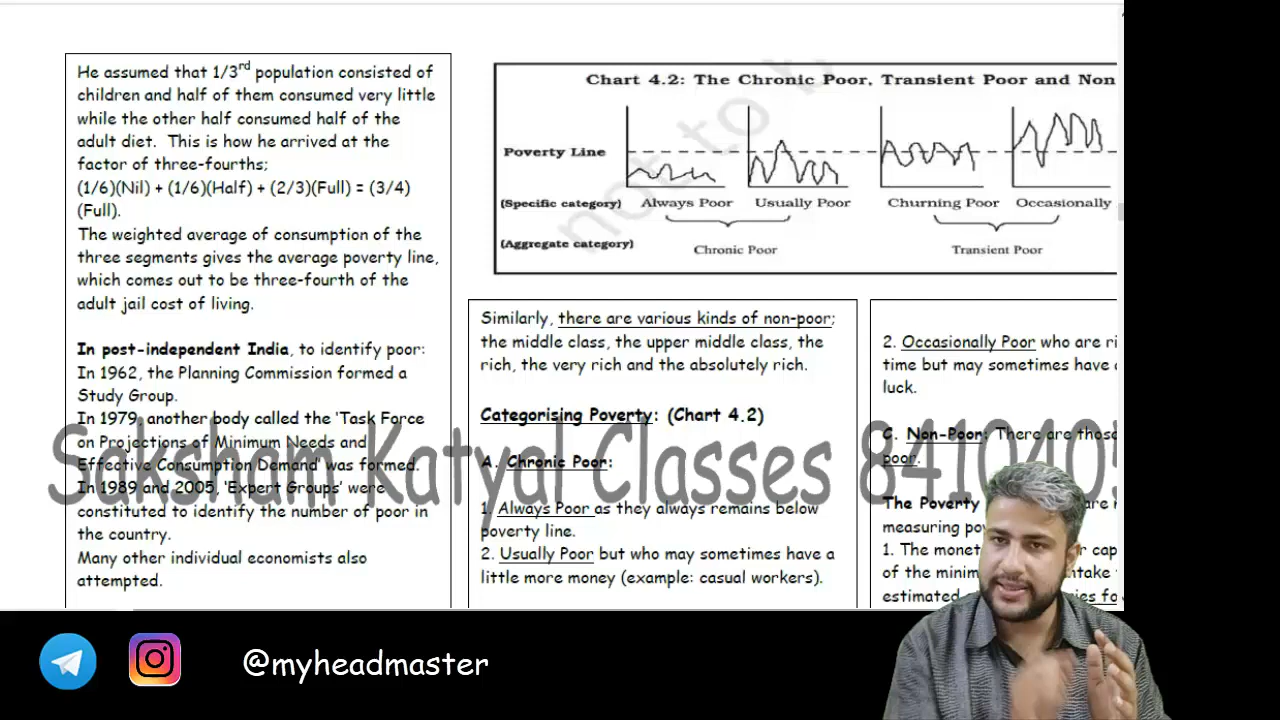 He assumed that 1/3rd population consisted of
children and half of them consumed very little
while the other half consumed half of the
adult diet. This is how he arrived at the
factor of three-fourths;
(1/6)(Nil) + (1/6)(Half) + (2/3)(Full) = (3/4)
(Full).
The weighted average of consumption of the
three segments gives the average poverty line,
which comes out to be three-fourth of the
adult jail cost of living.
In post-independent India, to identify poor:
In 1962, the Planning Commission formed a
Study Group.
In 1979, another body called the 'Task Force
on Projections of Minimum Needs and
Effective Consumption Demand' was formed.
In 1989 and 2005, 'Expert Groups' were
constituted to identify the number of poor in
the country.
Many other individual economists also
attempted.
Chart 4.2: The Chronic Poor, Transient Poor and Non
not to b
Poverty Line
(Specific category) Always Poor Usually Poor Churning Poor Occasionally
(Aggregate category) Chronic Poor Transient Poor
Similarly, there are various kinds of non-poor;
the middle class, the upper middle class, the
rich, the very rich and the absolutely rich.
Categorising Poverty: (Chart 4.2)
A. Chronic Poor:
1. Always Poor as they always remains below
poverty line.
2. Usually Poor but who may sometimes have a
little more money (example: casual workers).
2. Occasionally Poor who are ri
time but may sometimes have
luck.
C. Non-Poor: There are those
poor.
The Poverty are
measuring pov
1. The monet r cap
of the minim ntake
estimated ies fo
Saksham Katyal Classes 841040
@myheadmaster